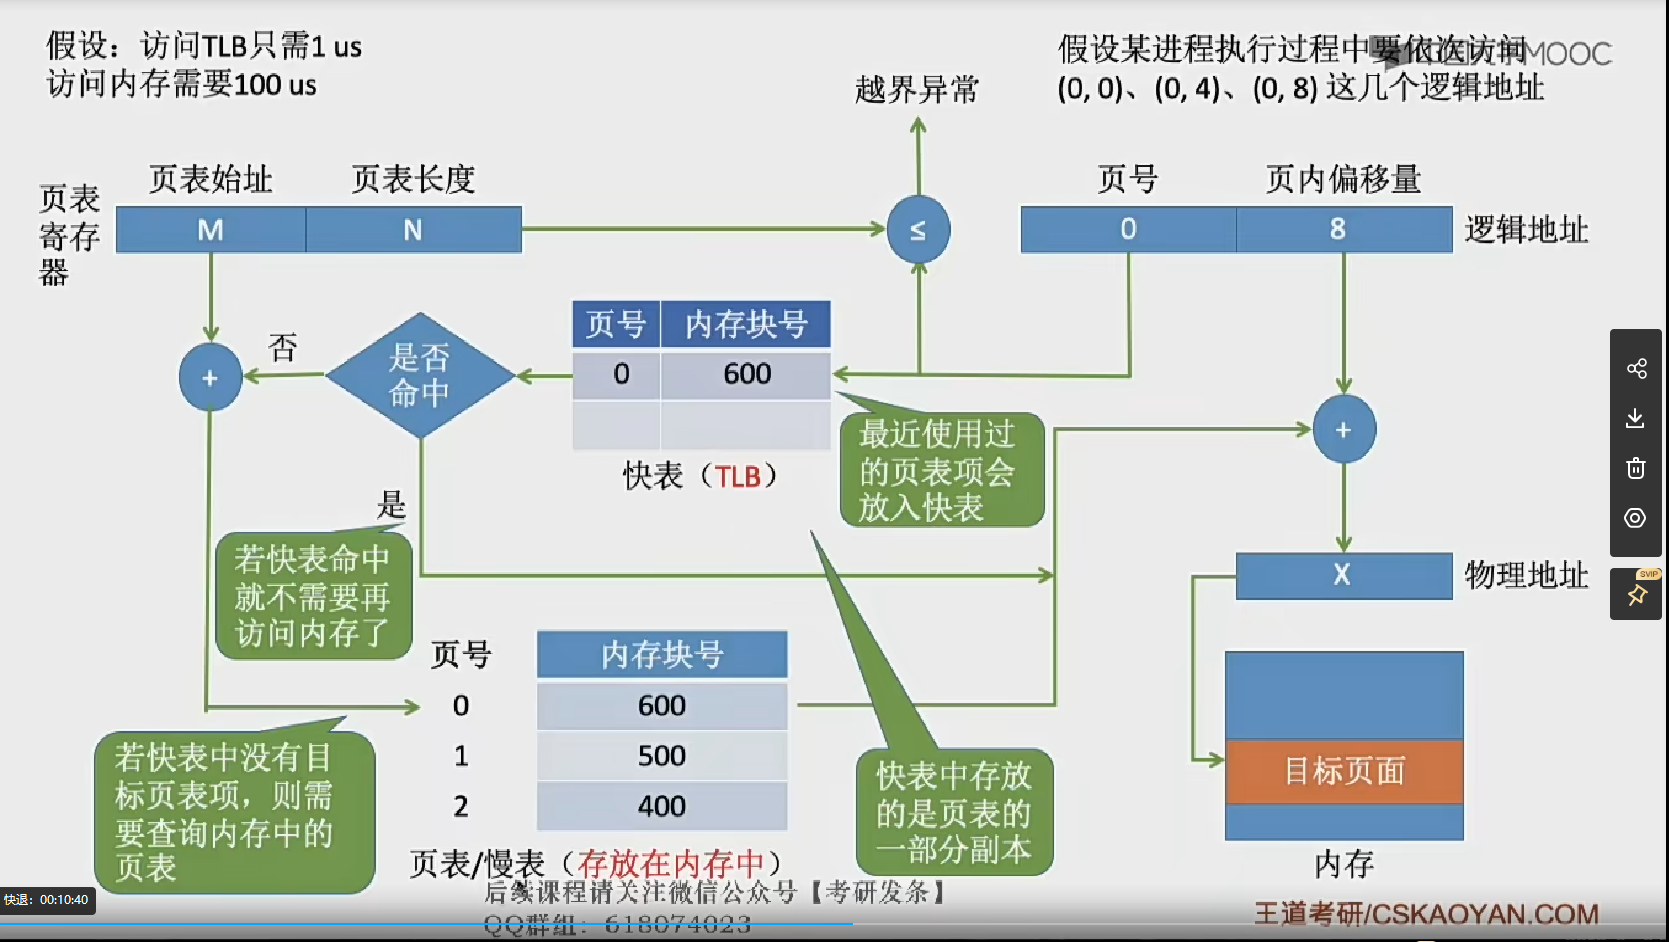 假设：访问TLB只需1 us
访问内存需要100 us
假设某进程执行过程中要依次访问
MOOC
(0, 0)、(0, 4)、(0, 8) 这几个逻辑地址
越界异常
页表始址
页表长度
页号
页内偏移量
页表
寄存
器
M
N
≤
0
8
逻辑地址
页号
内存块号
0
600
快表（TLB）
是否
命中
否
是
+
+
最近使用过
的页表项会
放入快表
若快表命中
就不需要再
访问内存了
X
物理地址
页号
内存块号
0
600
1
500
2
400
页表/慢表（存放在内存中）
若快表中没有目
标页表项，则需
要查询内存中的
页表
快表中存放
的是页表的
一部分副本
目标页面
内存
SVIP
快退：00:10:40
后续课程请关注微信公众号【考研发条】
QQ群组：618074023
王道考研/CSKAOYAN.COM